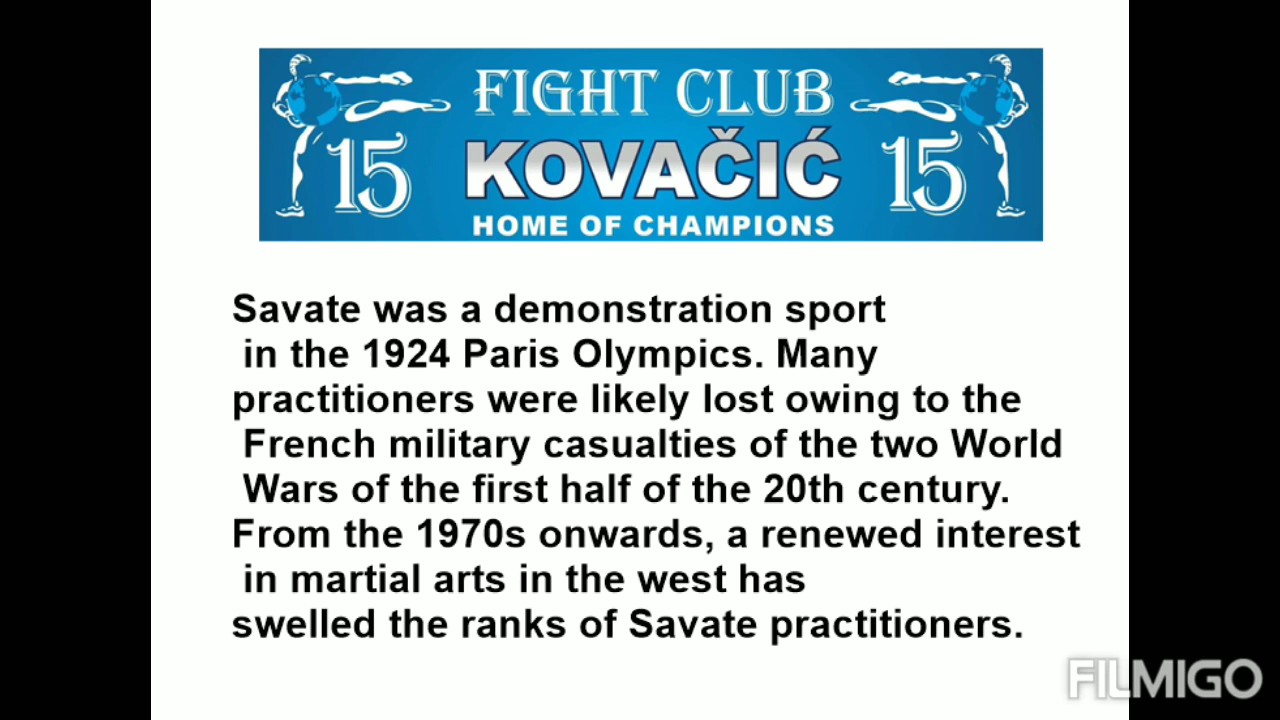 FIGHT CLUB
15 KOVAČIĆ 15
HOME OF CHAMPIONS
Savate was a demonstration sport
in the 1924 Paris Olympics. Many
practitioners were likely lost owing to the
French military casualties of the two World
Wars of the first half of the 20th century.
From the 1970s onwards, a renewed interest
in martial arts in the west has
swelled the ranks of Savate practitioners.
FILMIGO